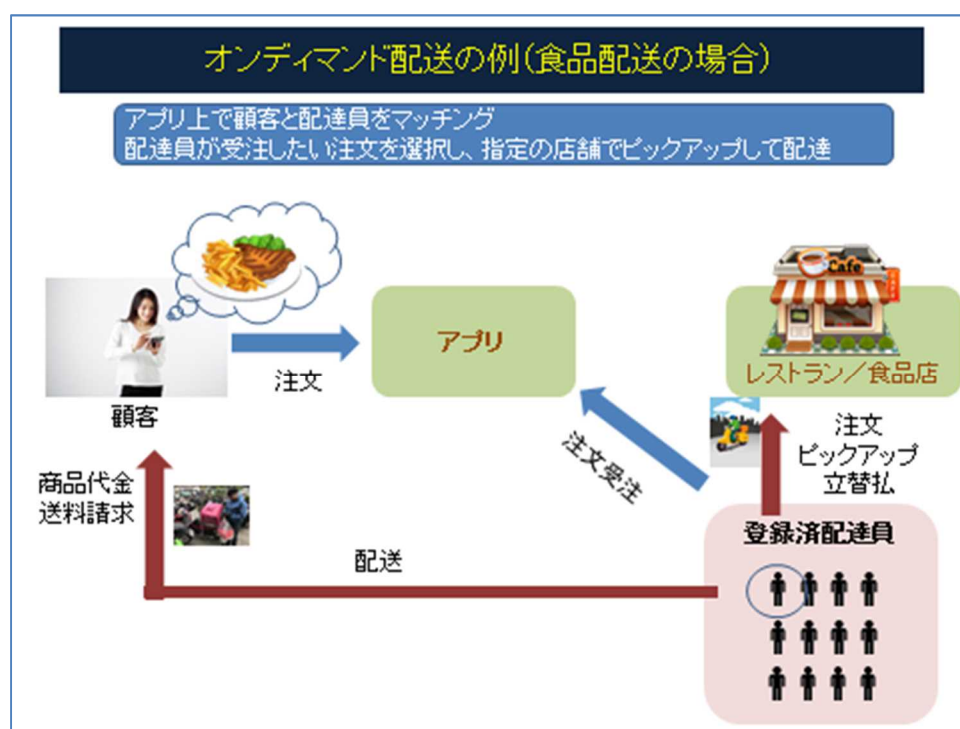 オンディマンド配送の例(食品配送の場合)
アプリ上で顧客と配達員をマッチング
配達員が受注したい注文を選択し、指定の店舗でピックアップして配達
Cafe
アプリ
レストラン/食品店
注文
顧客
注文受注
注文
ピックアップ
立替払
商品代金
送料請求
登録済配達員
配送